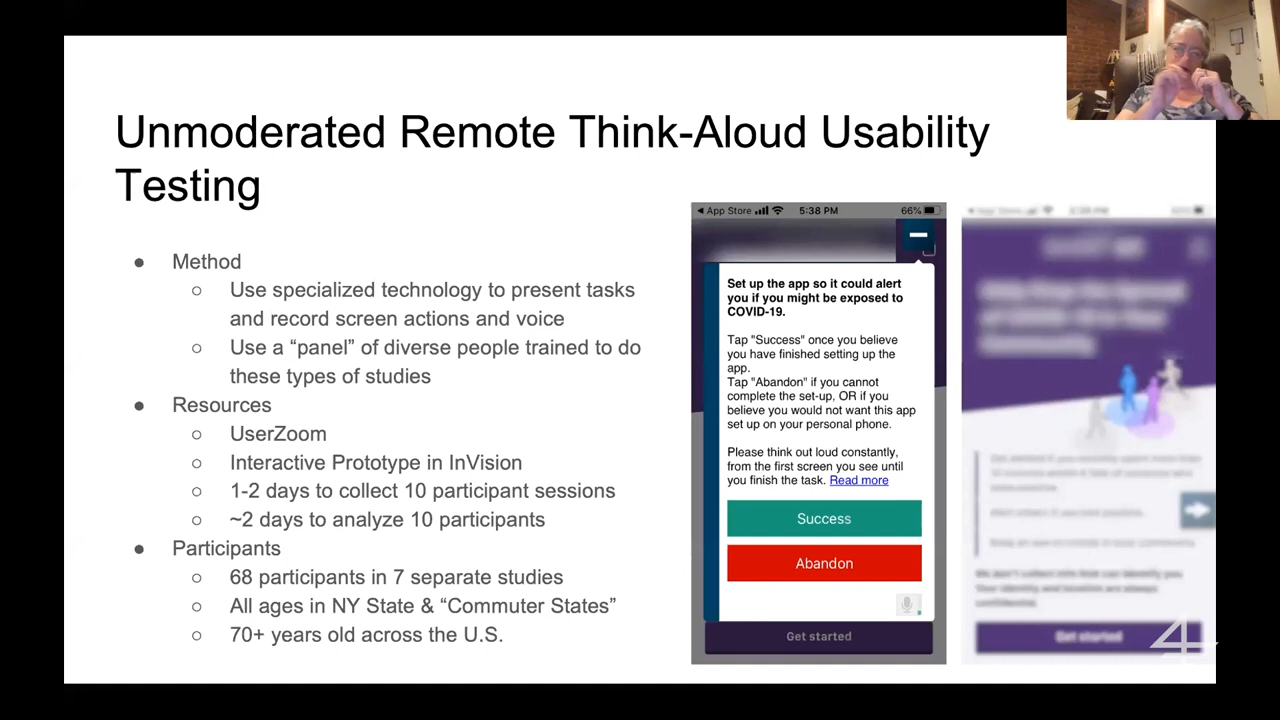 Unmoderated Remote Think-Aloud Usability
Testing
● Method
○ Use specialized technology to present tasks
and record screen actions and voice
○ Use a “panel” of diverse people trained to do
these types of studies
● Resources
○ UserZoom
○ Interactive Prototype in InVision
○ 1-2 days to collect 10 participant sessions
○ ~2 days to analyze 10 participants
● Participants
○ 68 participants in 7 separate studies
○ All ages in NY State & “Commuter States”
○ 70+ years old across the U.S.
App Store 5:38 PM 66%
Set up the app so it could alert
you if you might be exposed to
COVID-19.
Tap "Success" once you believe
you have finished setting up the
app.
Tap "Abandon" if you cannot
complete the set-up, OR if you
believe you would not want this app
set up on your personal phone.
Please think out loud constantly,
from the first screen you see until
you finish the task. Read more
Success
Abandon
Get started
Get started